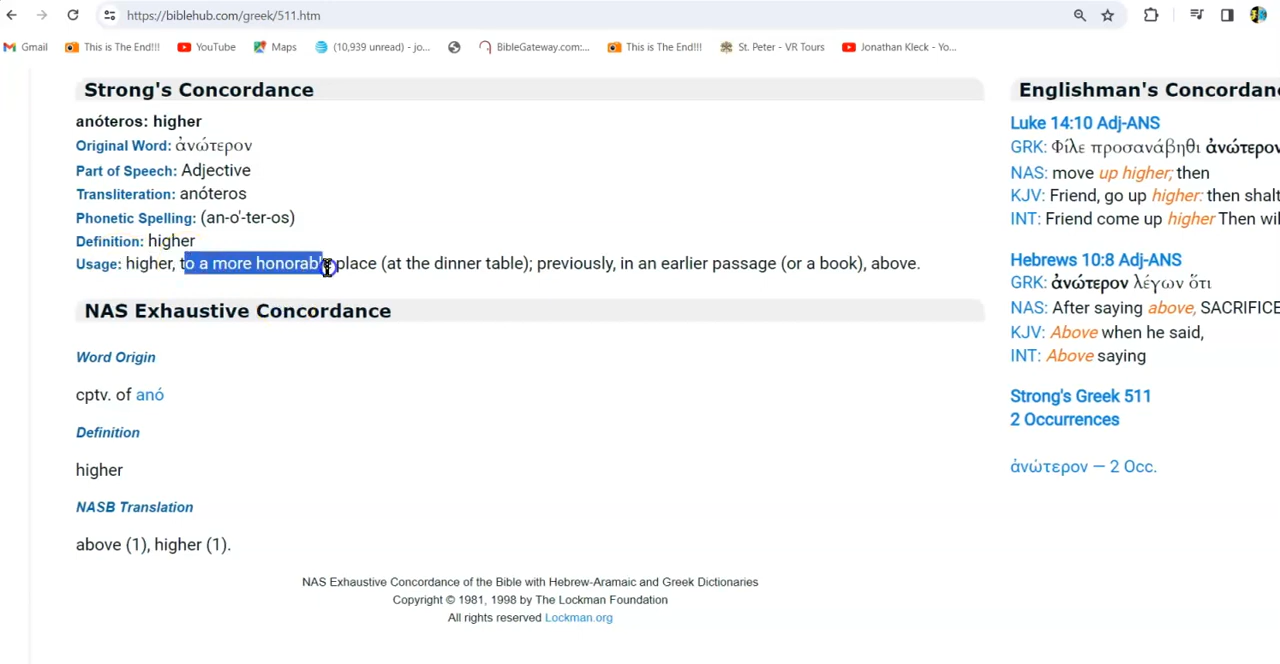 https://biblehub.com/greek/511.htm
Gmail This is The End!!! YouTube Maps (10,939 unread) - jo... BibleGateway.com:... This is The End!!! St. Peter - VR Tours Jonathan Kleck - Yo...
Strong's Concordance
anóteros: higher
Original Word: ἀνώτερον
Part of Speech: Adjective
Transliteration: anóteros
Phonetic Spelling: (an-o'-ter-os)
Definition: higher
Usage: higher, to a more honorable place (at the dinner table); previously, in an earlier passage (or a book), above.
NAS Exhaustive Concordance
Word Origin
cptv. of anó
Definition
higher
NASB Translation
above (1), higher (1).
NAS Exhaustive Concordance of the Bible with Hebrew-Aramaic and Greek Dictionaries
Copyright © 1981, 1998 by The Lockman Foundation
All rights reserved Lockman.org
Englishman's Concordanc
Luke 14:10 Adj-ANS
GRK: Φίλε προσανάβηθι ἀνώτερον
NAS: move up higher; then
KJV: Friend, go up higher: then shalt
INT: Friend come up higher Then wil
Hebrews 10:8 Adj-ANS
GRK: ἀνώτερον λέγων ὅτι
NAS: After saying above, SACRIFICE
KJV: Above when he said,
INT: Above saying
Strong's Greek 511
2 Occurrences
ἀνώτερον — 2 Occ.